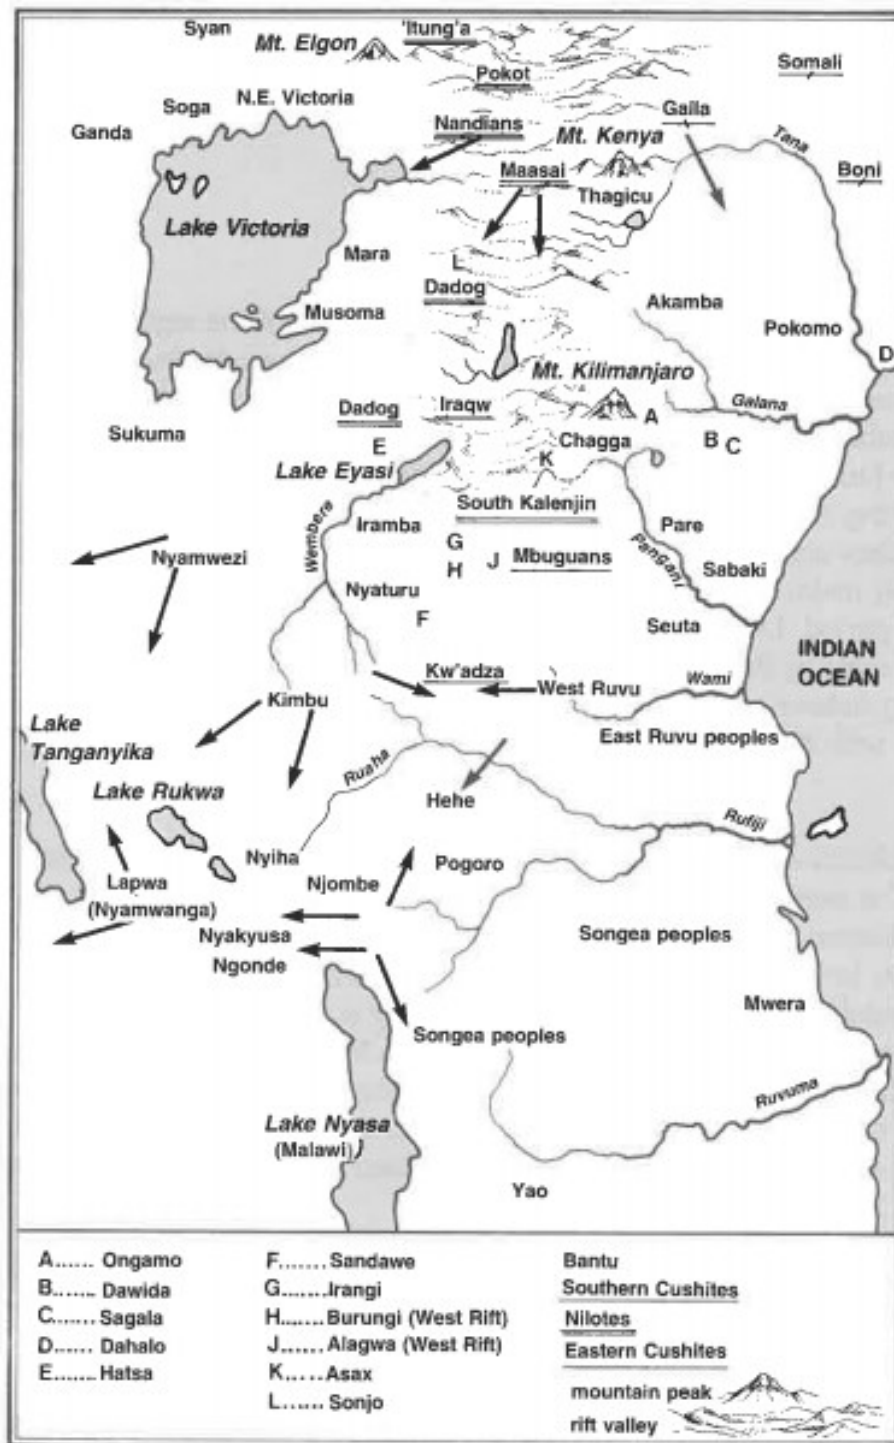 Syan
'Itung'a
Mt. Elgon
Somali
Pokot
N.E. Victoria
Soga
Galla
Ganda
Nandians
Mt. Kenya
Tana
Maasai
Boni
Thagicu
Lake Victoria
Mara
L
Dadog
Akamba
Musoma
Pokomo
D
Mt. Kilimanjaro
Dadog
Iraqw
Galana
A
Sukuma
E
Chagga
B
C
K
Lake Eyasi
South Kalenjin
Wembere
Iramba
Pare
G
Nyamwezi
J
Mbuguans
H
Pangani
Sabaki
Nyaturu
F
Seuta
INDIAN
OCEAN
Kw'adza
Wami
Kimbu
West Ruvu
Lake
Tanganyika
East Ruvu peoples
Ruaha
Lake Rukwa
Hehe
Rufiji
Nyiha
Pogoro
Lapwa
(Nyamwanga)
Njombe
Nyakyusa
Songea peoples
Ngonde
Mwera
Songea peoples
Ruvuma
Lake Nyasa
(Malawi)
Yao
A...... Ongamo
B....... Dawida
C....... Sagala
D...... Dahalo
E....... Hatsa
F....... Sandawe
G.......Irangi
H....... Burungi (West Rift)
J...... Alagwa (West Rift)
K..... Asax
L...... Sonjo
Bantu
Southern Cushites
Nilotes
Eastern Cushites
mountain peak
rift valley